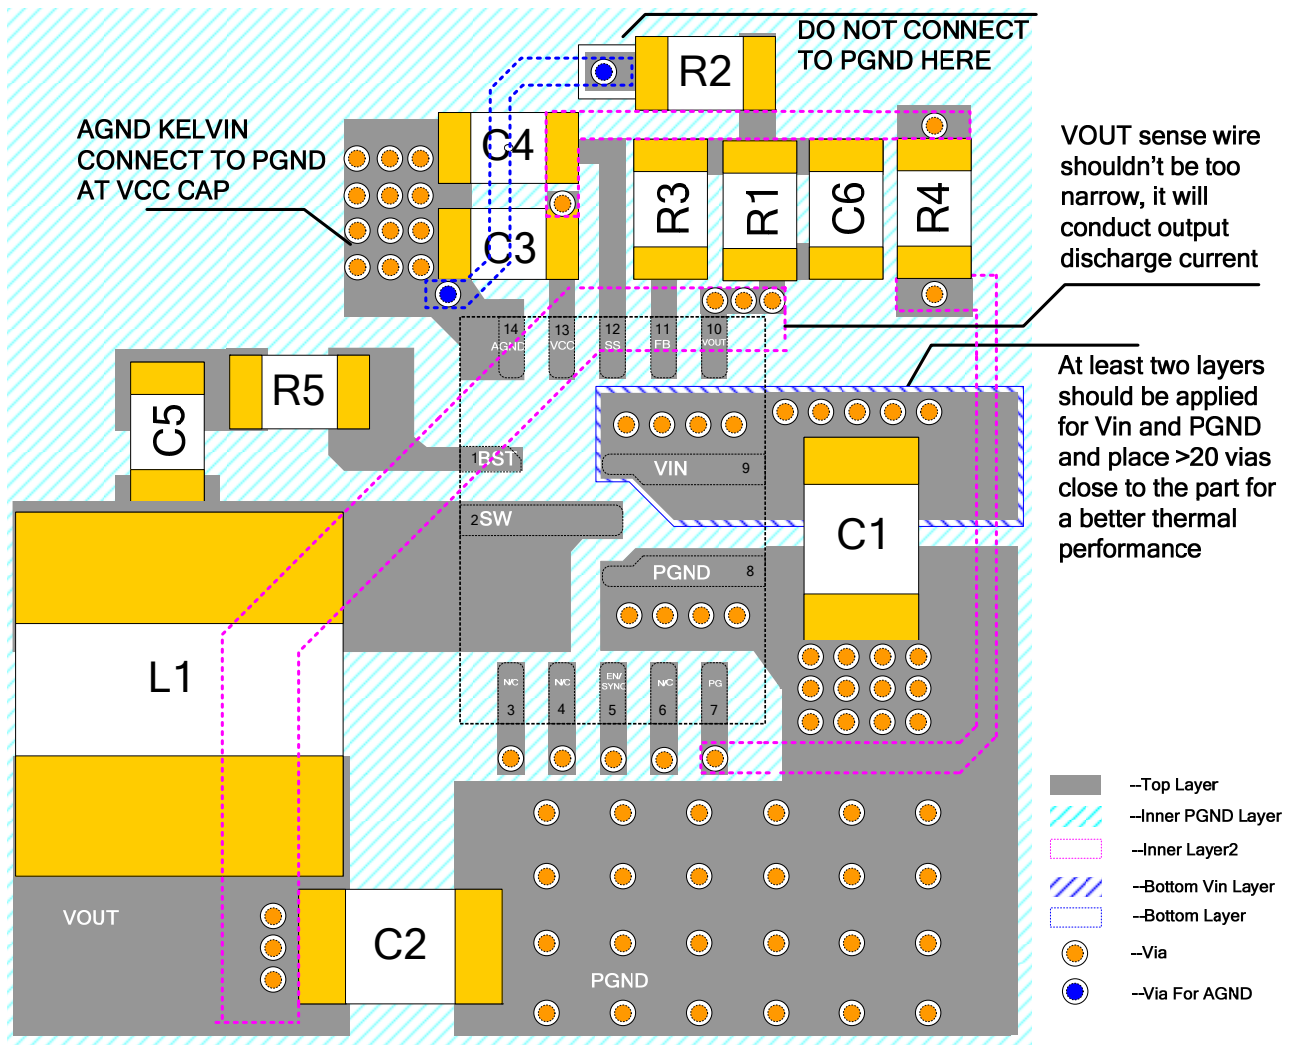 DO NOT CONNECT
TO PGND HERE
R2
AGND KELVIN
CONNECT TO PGND
AT VCC CAP
C4
C3
R3
R1
C6
R4
VOUT sense wire
shouldn't be too
narrow, it will
conduct output
discharge current
14
AGND
13
VCC
12
SS
11
FB
10
VOUT
At least two layers
should be applied
for Vin and PGND
and place >20 vias
close to the part for
a better thermal
performance
R5
C5
1
BST
VIN
9
2
SW
C1
PGND
8
L1
N/C
3
N/C
4
EN/
SYNC
5
N/C
6
PG
7
--Top Layer
--Inner PGND Layer
--Inner Layer2
--Bottom Vin Layer
--Bottom Layer
--Via
--Via For AGND
VOUT
C2
PGND